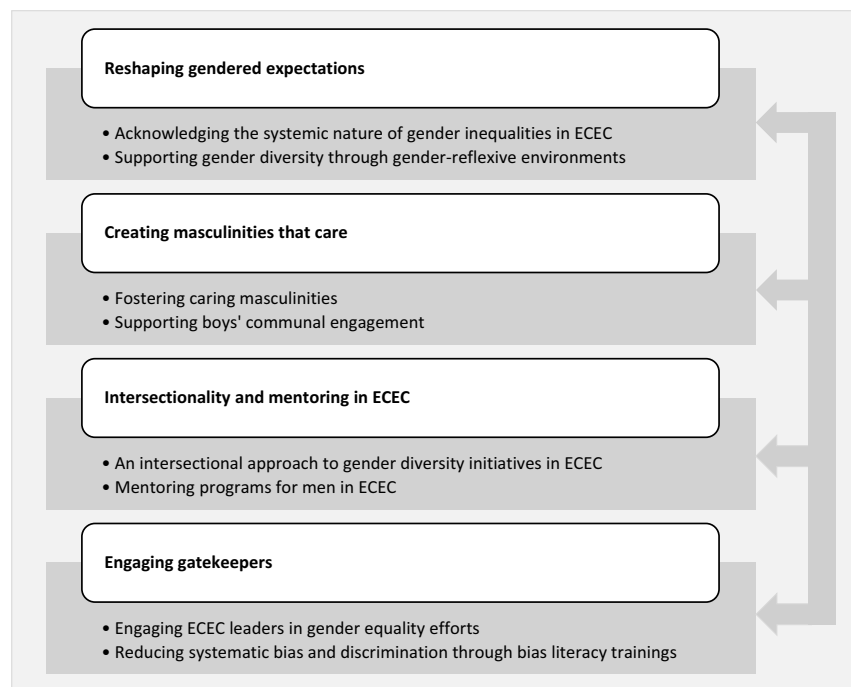 Reshaping gendered expectations
• Acknowledging the systemic nature of gender inequalities in ECEC
• Supporting gender diversity through gender-reflexive environments
Creating masculinities that care
• Fostering caring masculinities
• Supporting boys' communal engagement
Intersectionality and mentoring in ECEC
• An intersectional approach to gender diversity initiatives in ECEC
• Mentoring programs for men in ECEC
Engaging gatekeepers
• Engaging ECEC leaders in gender equality efforts
• Reducing systematic bias and discrimination through bias literacy trainings